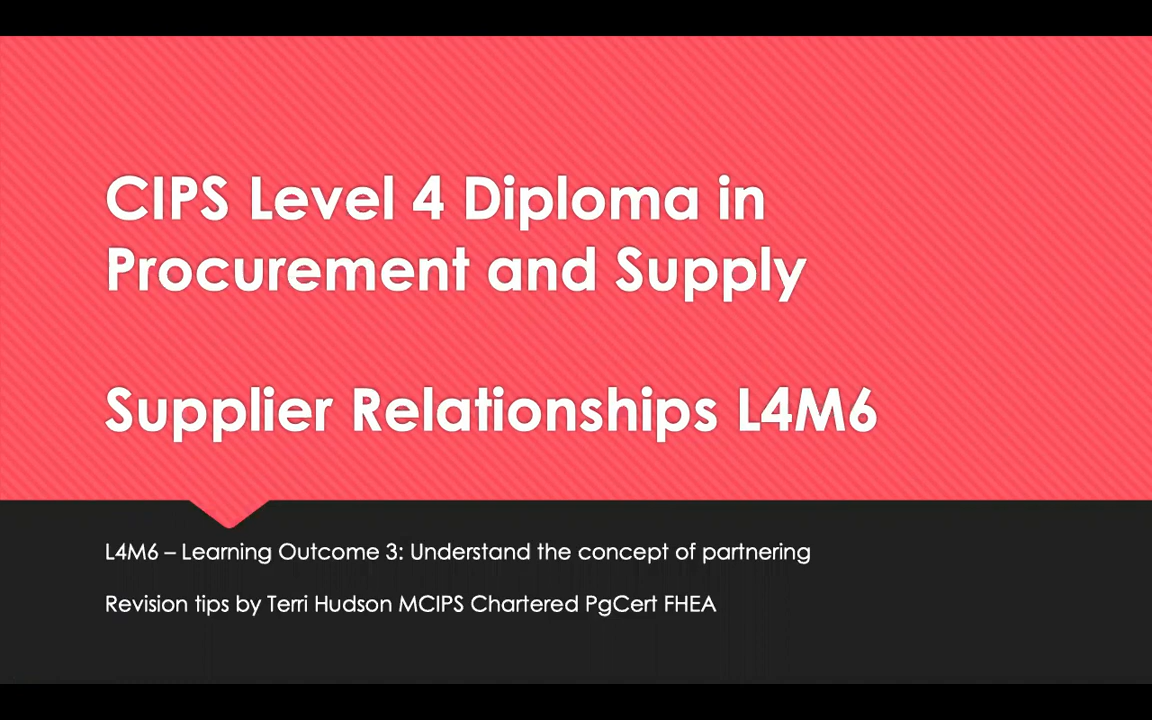 CIPS Level 4 Diploma in
Procurement and Supply
Supplier Relationships L4M6
L4M6 – Learning Outcome 3: Understand the concept of partnering
Revision tips by Terri Hudson MCIPS Chartered PgCert FHEA